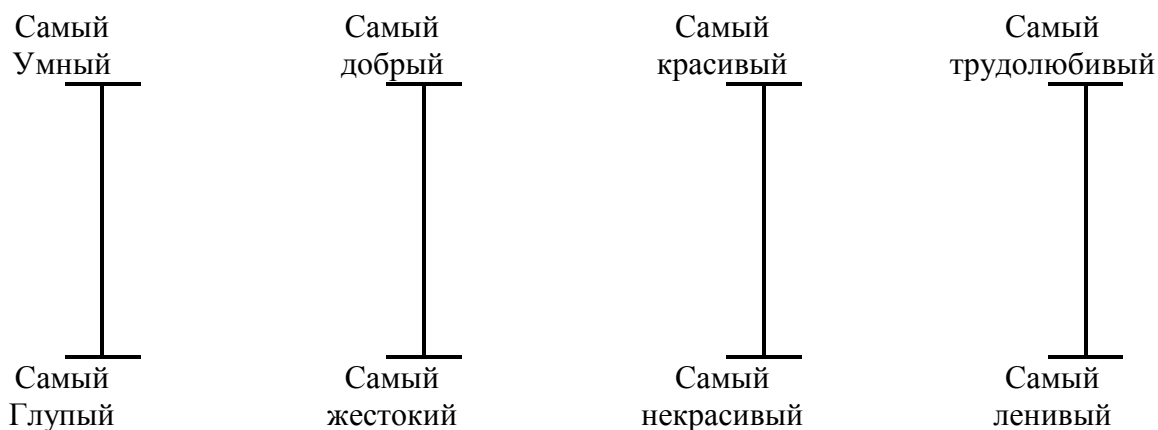 Самый Самый Самый Самый
Умный добрый красивый трудолюбивый
Самый Самый Самый Самый
Глупый жестокий некрасивый ленивый